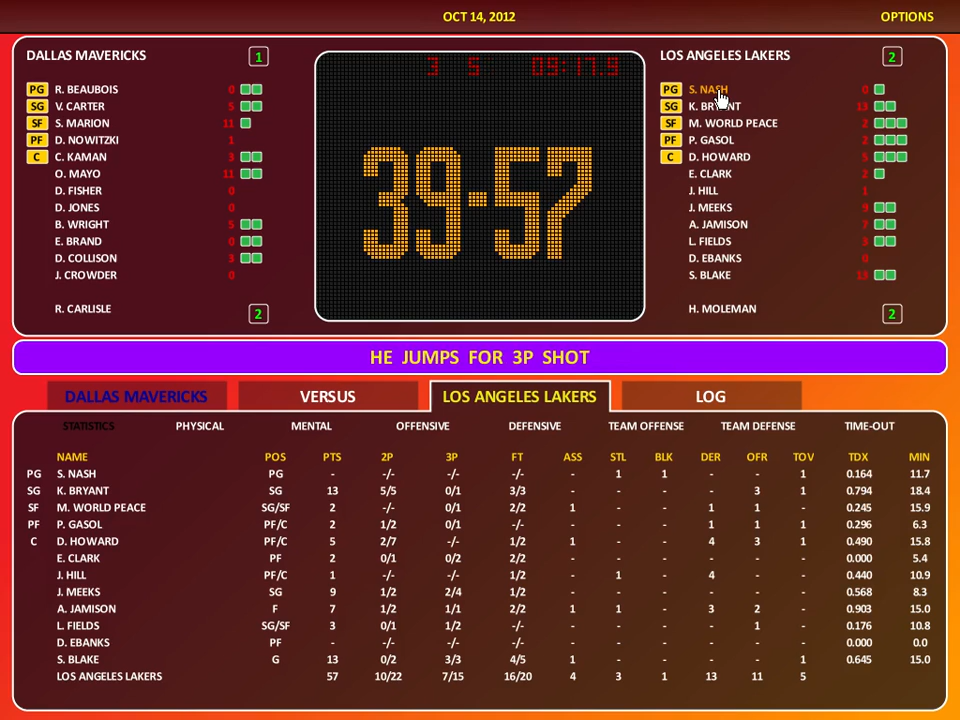 OCT 14, 2012
OPTIONS
DALLAS MAVERICKS 1
PG R. BEAUBOIS 0
SG V. CARTER 5
SF S. MARION 11
PF D. NOWITZKI 1
C C. KAMAN 3
O. MAYO 11
D. FISHER 0
D. JONES 0
B. WRIGHT 5
E. BRAND 0
D. COLLISON 3
J. CROWDER 0
R. CARLISLE 2
3 5 09:17.9
39-57
LOS ANGELES LAKERS 2
PG S. NASH 0
SG K. BRYANT 13
SF M. WORLD PEACE 2
PF P. GASOL 2
C D. HOWARD 5
E. CLARK 2
J. HILL 1
J. MEEKS 9
A. JAMISON 7
L. FIELDS 3
D. EBANKS 0
S. BLAKE 13
H. MOLEMAN 2
HE JUMPS FOR 3P SHOT
DALLAS MAVERICKS VERSUS LOS ANGELES LAKERS LOG
STATISTICS PHYSICAL MENTAL OFFENSIVE DEFENSIVE TEAM OFFENSE TEAM DEFENSE TIME-OUT
NAME POS PTS 2P 3P FT ASS STL BLK DER OFR TOV TDX MIN
PG S. NASH PG - -/- -/- -/- - 1 1 - - 1 0.164 11.7
SG K. BRYANT SG 13 5/5 0/1 3/3 - - - - 3 1 0.794 18.4
SF M. WORLD PEACE SG/SF 2 -/- 0/1 2/2 1 - - 1 1 - 0.245 15.9
PF P. GASOL PF/C 2 1/2 0/1 -/- - - - 1 1 1 0.296 6.3
C D. HOWARD PF/C 5 2/7 -/- 1/2 1 - - 4 3 1 0.490 15.8
E. CLARK PF 2 0/1 0/2 2/2 - - - - - - 0.000 5.4
J. HILL PF/C 1 -/- -/- 1/2 - 1 - 4 - - 0.440 10.9
J. MEEKS SG 9 1/2 2/4 1/2 - - - - - - 0.568 8.3
A. JAMISON F 7 1/2 1/1 2/2 1 1 - 3 2 - 0.903 15.0
L. FIELDS SG/SF 3 0/1 1/2 -/- - - - - 1 - 0.176 10.8
D. EBANKS PF - -/- -/- -/- - - - - - - 0.000 0.0
S. BLAKE G 13 0/2 3/3 4/5 1 - - - - 1 0.645 15.0
LOS ANGELES LAKERS 57 10/22 7/15 16/20 4 3 1 13 11 5